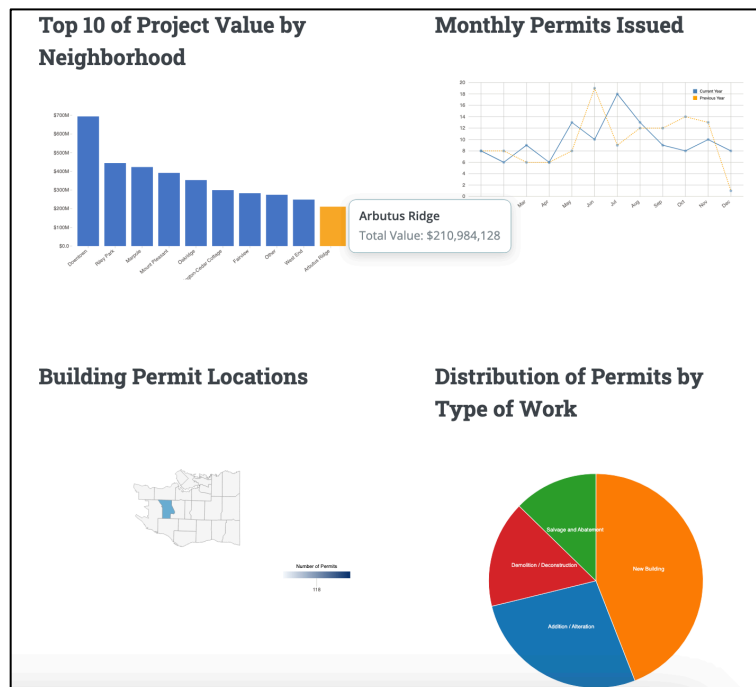 Top 10 of Project Value by
Neighborhood
$700M
$600M
$500M
$400M
$300M
$200M
$100M
$0.0
Downtown
Riley Park
Marpole
Mount Pleasant
Oakridge
ngton-Cedar Cottage
Fairview
Other
West End
Arbutus Ridge
Arbutus Ridge
Total Value: $210,984,128
Monthly Permits Issued
20
18
16
14
12
10
8
6
4
2
0
Current Year
Previous Year
Mar
Apr
May
Jun
Jul
Aug
Sep
Oct
Nov
Dec
Building Permit Locations
Number of Permits
118
Distribution of Permits by
Type of Work
Salvage and Abatement
Demolition / Deconstruction
New Building
Addition / Alteration